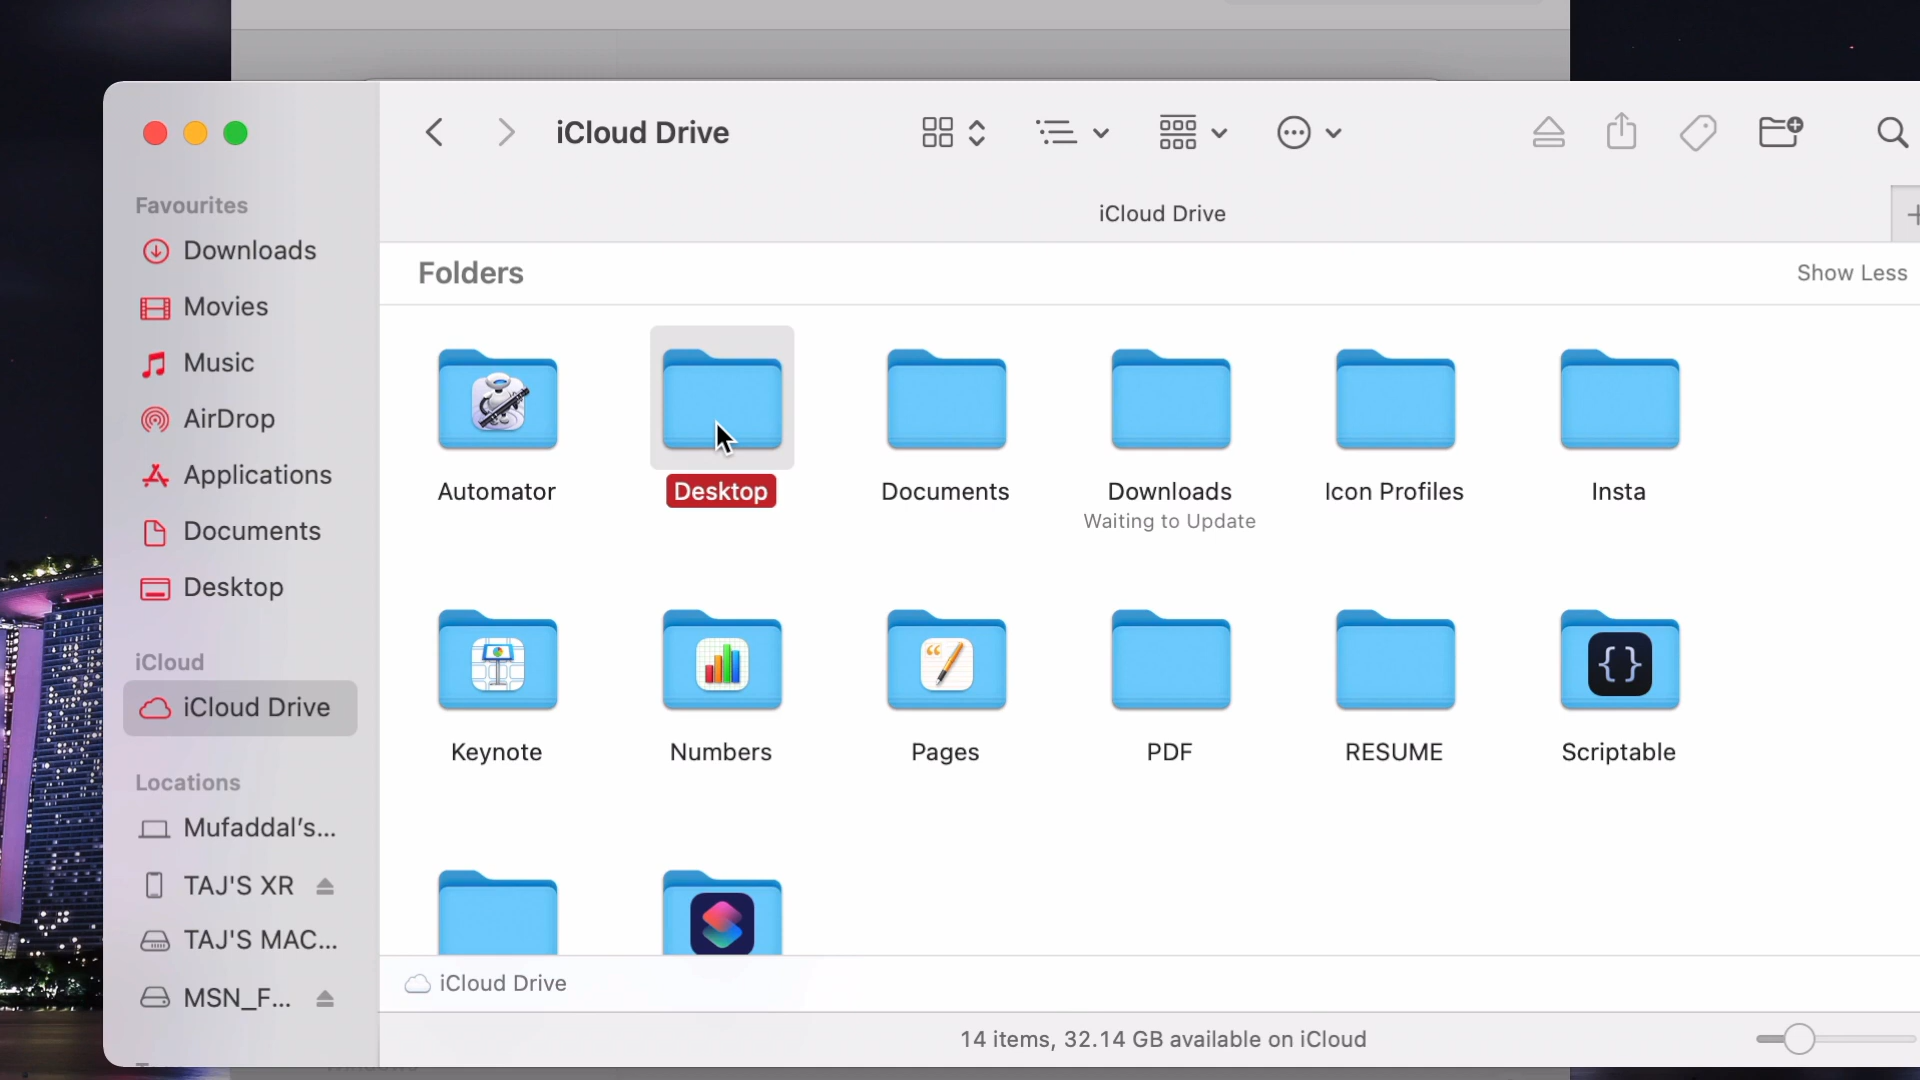 iCloud Drive
iCloud Drive
Favourites
Downloads
Movies
Music
AirDrop
Applications
Documents
Desktop
iCloud
iCloud Drive
Locations
Mufaddal's...
TAJ'S XR
TAJ'S MAC...
MSN_F...
Folders
Show Less
Automator
Desktop
Documents
Downloads
Waiting to Update
Icon Profiles
Insta
Keynote
Numbers
Pages
PDF
RESUME
Scriptable
iCloud Drive
14 items, 32.14 GB available on iCloud